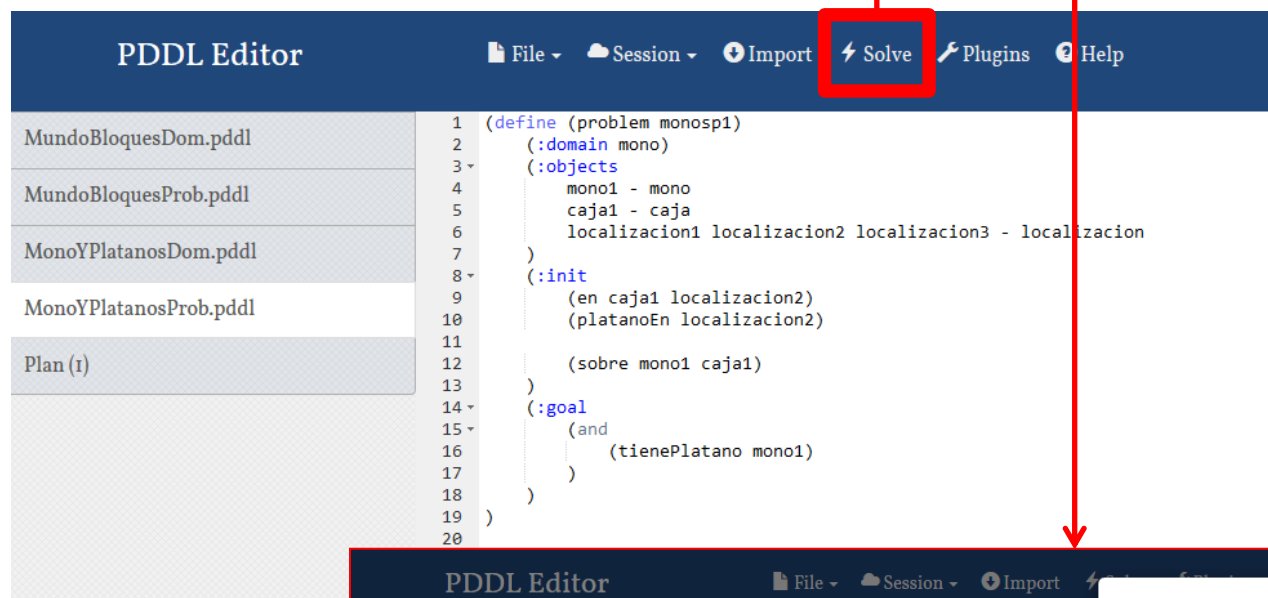 PDDL Editor
File
Session
Import
Solve
Plugins
Help
MundoBloquesDom.pddl
MundoBloquesProb.pddl
MonoYPlatanosDom.pddl
MonoYPlatanosProb.pddl
Plan (1)
1 (define (problem monosp1)
2 (:domain mono)
3 (:objects
4 mono1 - mono
5 caja1 - caja
6 localizacion1 localizacion2 localizacion3 - localizacion
7 )
8 (:init
9 (en caja1 localizacion2)
10 (platanoEn localizacion2)
11
12 (sobre mono1 caja1)
13 )
14 (:goal
15 (and
16 (tienePlatano mono1)
17 )
18 )
19 )
20
PDDL Editor
File
Session
Import